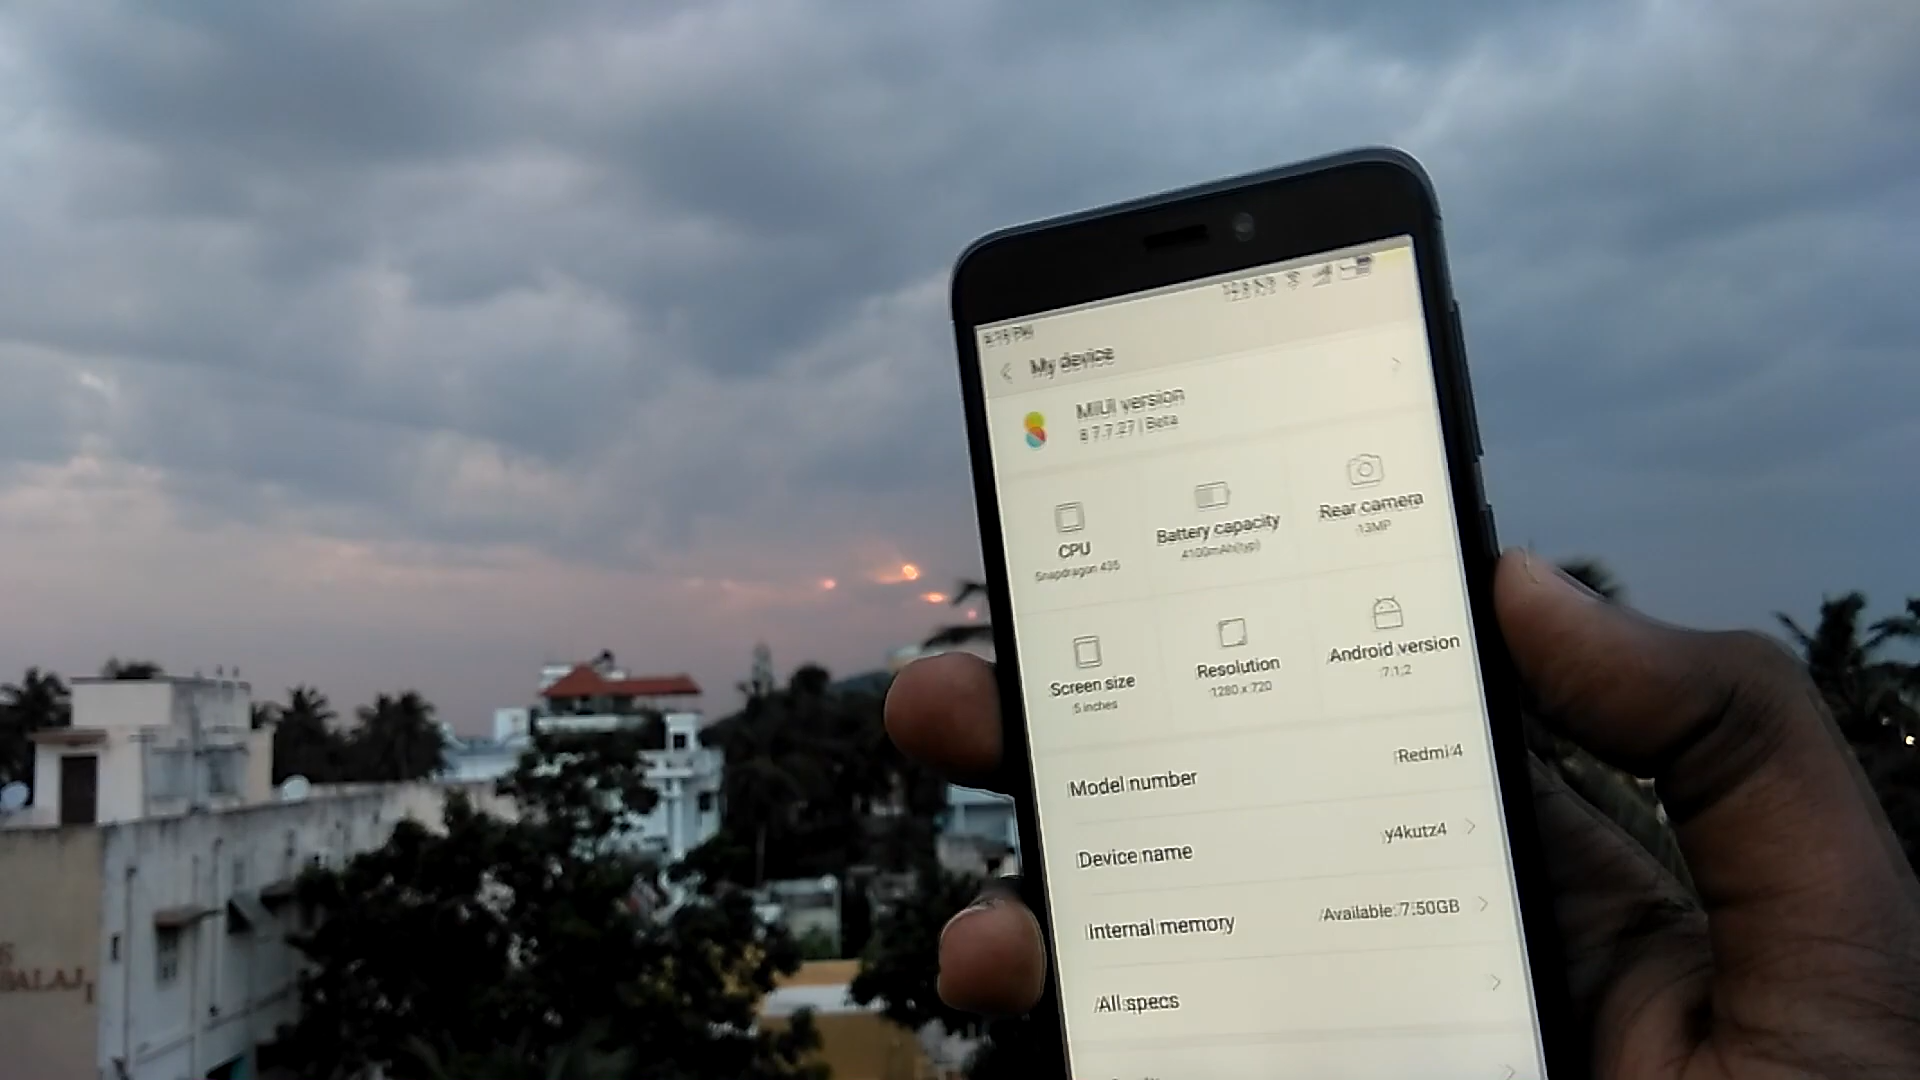 My device
MIUI version
8 7.7.27 | Beta
CPU
Snapdragon 435
Battery capacity
4100mAh(typ)
Rear camera
13MP
Screen size
5 inches
Resolution
1280 x 720
Android version
7.1.2
Model number
Redmi 4
Device name
y4kutz4
Internal memory
Available: 7.50GB
All specs
BALAJI